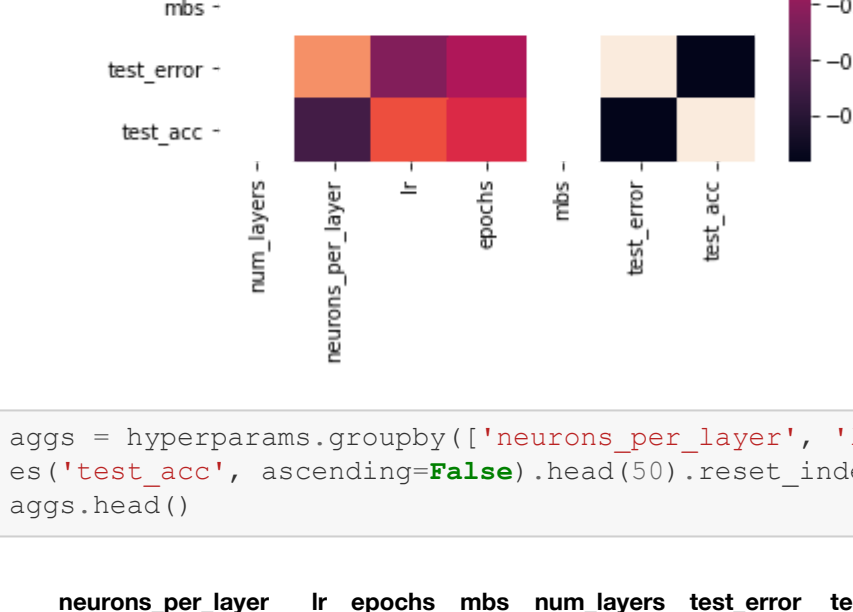 mbs
test_error
test_acc
num_layers
neurons_per_layer
lr
epochs
mbs
test_error
test_acc
aggs = hyperparams.groupby(['neurons_per_layer', '
es('test_acc', ascending=False).head(50).reset_inde
aggs.head()
neurons_per_layer lr epochs mbs num_layers test_error te